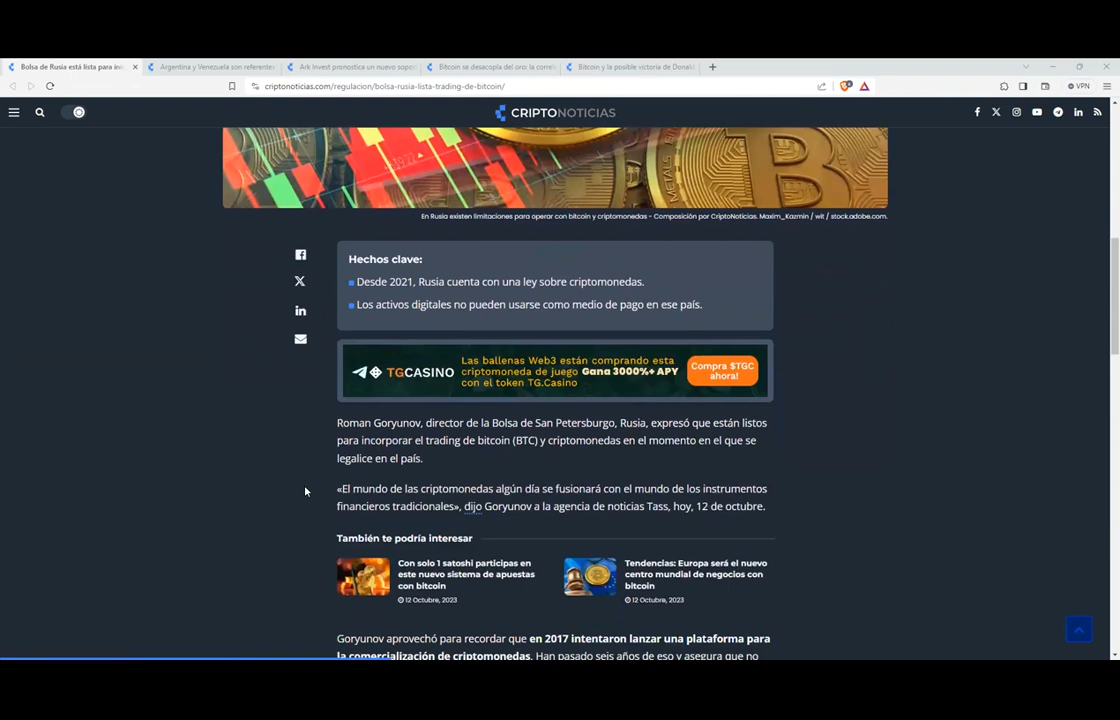 Bolsa de Rusia está lista para ini
Argentina y Venezuela son referente
Ark Invest pronostica un nuevo sopo
Bitcoin se desacopla del oro: la corre
Bitcoin y la posible victoria de Donal
criptonoticias.com/regulacion/bolsa-rusia-lista-trading-de-bitcoin/
VPN
CRIPTONOTICIAS
METALS
En Rusia existen limitaciones para operar con bitcoin y criptomonedas - Composición por CriptoNoticias. Maxim_Kazmin / wit / stock.adobe.com.
Hechos clave:
Desde 2021, Rusia cuenta con una ley sobre criptomonedas.
Los activos digitales no pueden usarse como medio de pago en ese país.
TGCASINO
Las ballenas Web3 están comprando esta
criptomoneda de juego Gana 3000%+ APY
con el token TG.Casino
Compra $TGC
ahora!
Roman Goryunov, director de la Bolsa de San Petersburgo, Rusia, expresó que están listos
para incorporar el trading de bitcoin (BTC) y criptomonedas en el momento en el que se
legalice en el país.
«El mundo de las criptomonedas algún día se fusionará con el mundo de los instrumentos
financieros tradicionales», dijo Goryunov a la agencia de noticias Tass, hoy, 12 de octubre.
También te podría interesar
Con solo 1 satoshi participas en
este nuevo sistema de apuestas
con bitcoin
12 Octubre, 2023
Tendencias: Europa será el nuevo
centro mundial de negocios con
bitcoin
12 Octubre, 2023
Goryunov aprovechó para recordar que en 2017 intentaron lanzar una plataforma para
la comercialización de criptomonedas. Han pasado seis años de eso y asegura que no